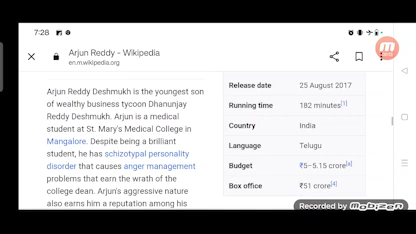 7:28
Arjun Reddy - Wikipedia
en.m.wikipedia.org
Arjun Reddy Deshmukh is the youngest son
of wealthy business tycoon Dhanunjay
Reddy Deshmukh. Arjun is a medical
student at St. Mary's Medical College in
Mangalore. Despite being a brilliant
student, he has schizotypal personality
disorder that causes anger management
problems that earn the wrath of the
college dean. Arjun's aggressive nature
also earns him a reputation among his
Release date 25 August 2017
Running time 182 minutes[1]
Country India
Language Telugu
Budget ₹5–5.15 crore
Box office ₹51 crore
Recorded by Mobizen